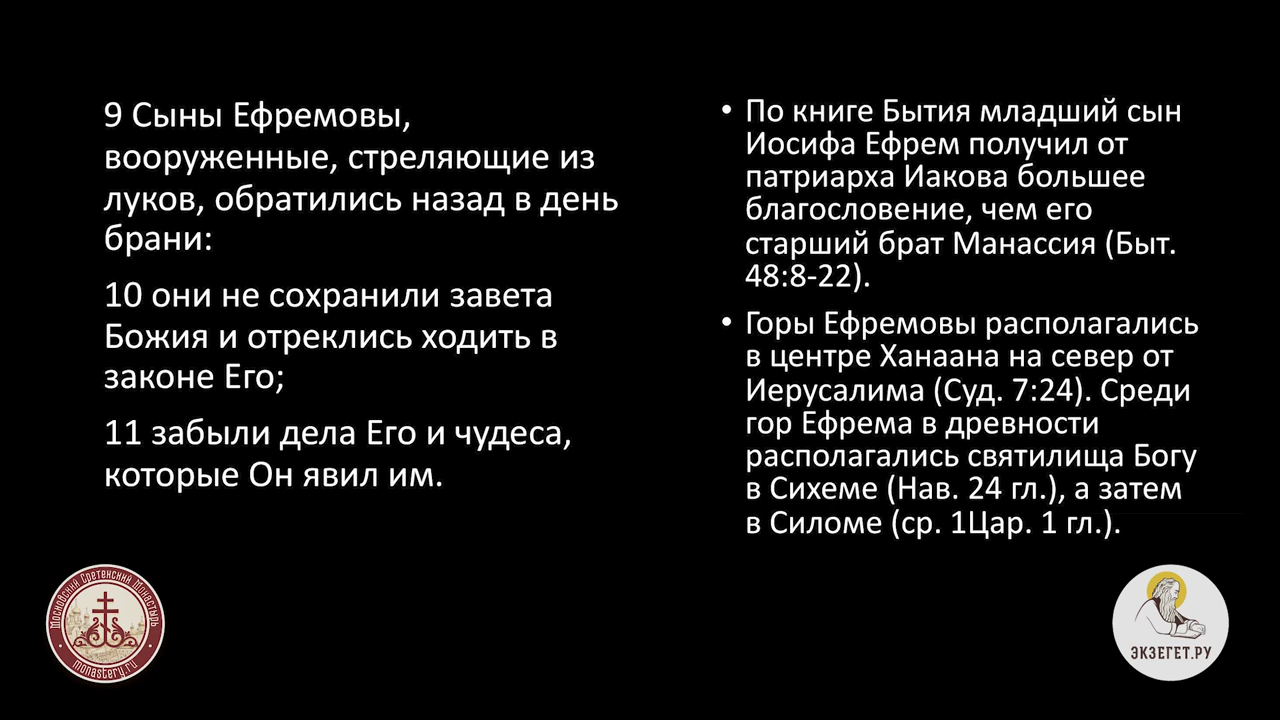 9 Сыны Ефремовы,
вооруженные, стреляющие из
луков, обратились назад в день
брани:
10 они не сохранили завета
Божия и отреклись ходить в
законе Его;
11 забыли дела Его и чудеса,
которые Он явил им.
• По книге Бытия младший сын
Иосифа Ефрем получил от
патриарха Иакова большее
благословение, чем его
старший брат Манассия (Быт.
48:8-22).
• Горы Ефремовы располагались
в центре Ханаана на север от
Иерусалима (Суд. 7:24). Среди
гор Ефрема в древности
располагались святилища Богу
в Сихеме (Нав. 24 гл.), а затем
в Силоме (ср. 1Цар. 1 гл.).
Московский Сретенский Монастырь
monastery.ru
ЭКЗЕГЕТ.РУ